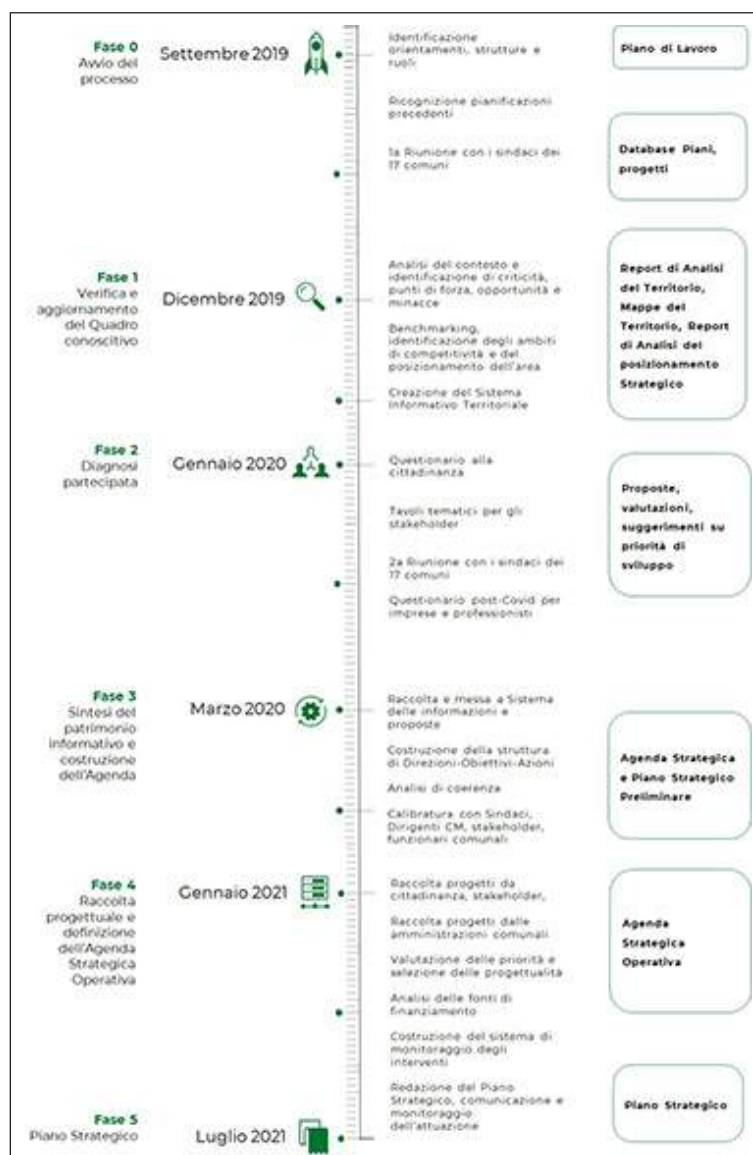 Fase 0
Avvio del
processo
Settembre 2019
Identificazione
orientamenti, strutture e
ruoli
Ricognizione pianificazioni
precedenti
1a Riunione con i sindaci dei
17 comuni
Piano di Lavoro
Database Piani,
progetti
Fase 1
Verifica e
aggiornamento
del Quadro
conoscitivo
Dicembre 2019
Analisi del contesto e
identificazione di criticità,
punti di forza, opportunità e
minacce
Benchmarking,
identificazione degli ambiti
di competitività e del
posizionamento dell'area
Creazione del Sistema
Informativo Territoriale
Report di Analisi
del Territorio,
Mappe del
Territorio, Report
di Analisi del
posizionamento
Strategico
Fase 2
Diagnosi
partecipata
Gennaio 2020
Questionario alla
cittadinanza
Tavoli tematici per gli
stakeholder
2a Riunione con i sindaci dei
17 comuni
Questionario post-Covid per
imprese e professionisti
Proposte,
valutazioni,
suggerimenti su
priorità di
sviluppo
Fase 3
Sintesi del
patrimonio
informativo e
costruzione
dell'Agenda
Marzo 2020
Raccolta e messa a Sistema
delle informazioni e
proposte
Costruzione della struttura
di Direzioni-Obiettivi-Azioni
Analisi di coerenza
Calibratura con Sindaci,
Dirigenti CM, stakeholder,
funzionari comunali
Agenda Strategica
e Piano Strategico
Preliminare
Fase 4
Raccolta
progettuale e
definizione
dell'Agenda
Strategica
Operativa
Gennaio 2021
Raccolta progetti da
cittadinanza, stakeholder,
Raccolta progetti dalle
amministrazioni comunali
Valutazione delle priorità e
selezione delle progettualità
Analisi delle fonti di
finanziamento
Costruzione del sistema di
monitoraggio degli
interventi
Redazione del Piano
Strategico, comunicazione e
monitoraggio
dell'attuazione
Agenda
Strategica
Operativa
Fase 5
Piano Strategico
Luglio 2021
Piano Strategico